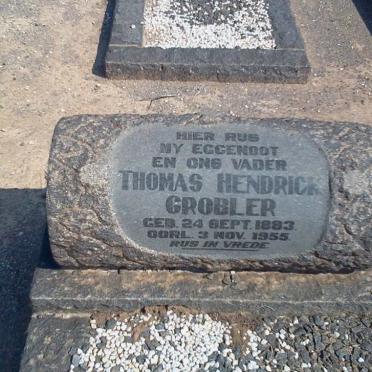 HIER RUS
MY EGGENOOT
EN ONS VADER
THOMAS HENDRICK
GROBLER
GEB. 24 SEPT. 1883
OORL. 3 NOV. 1955.
RUS IN VREDE.